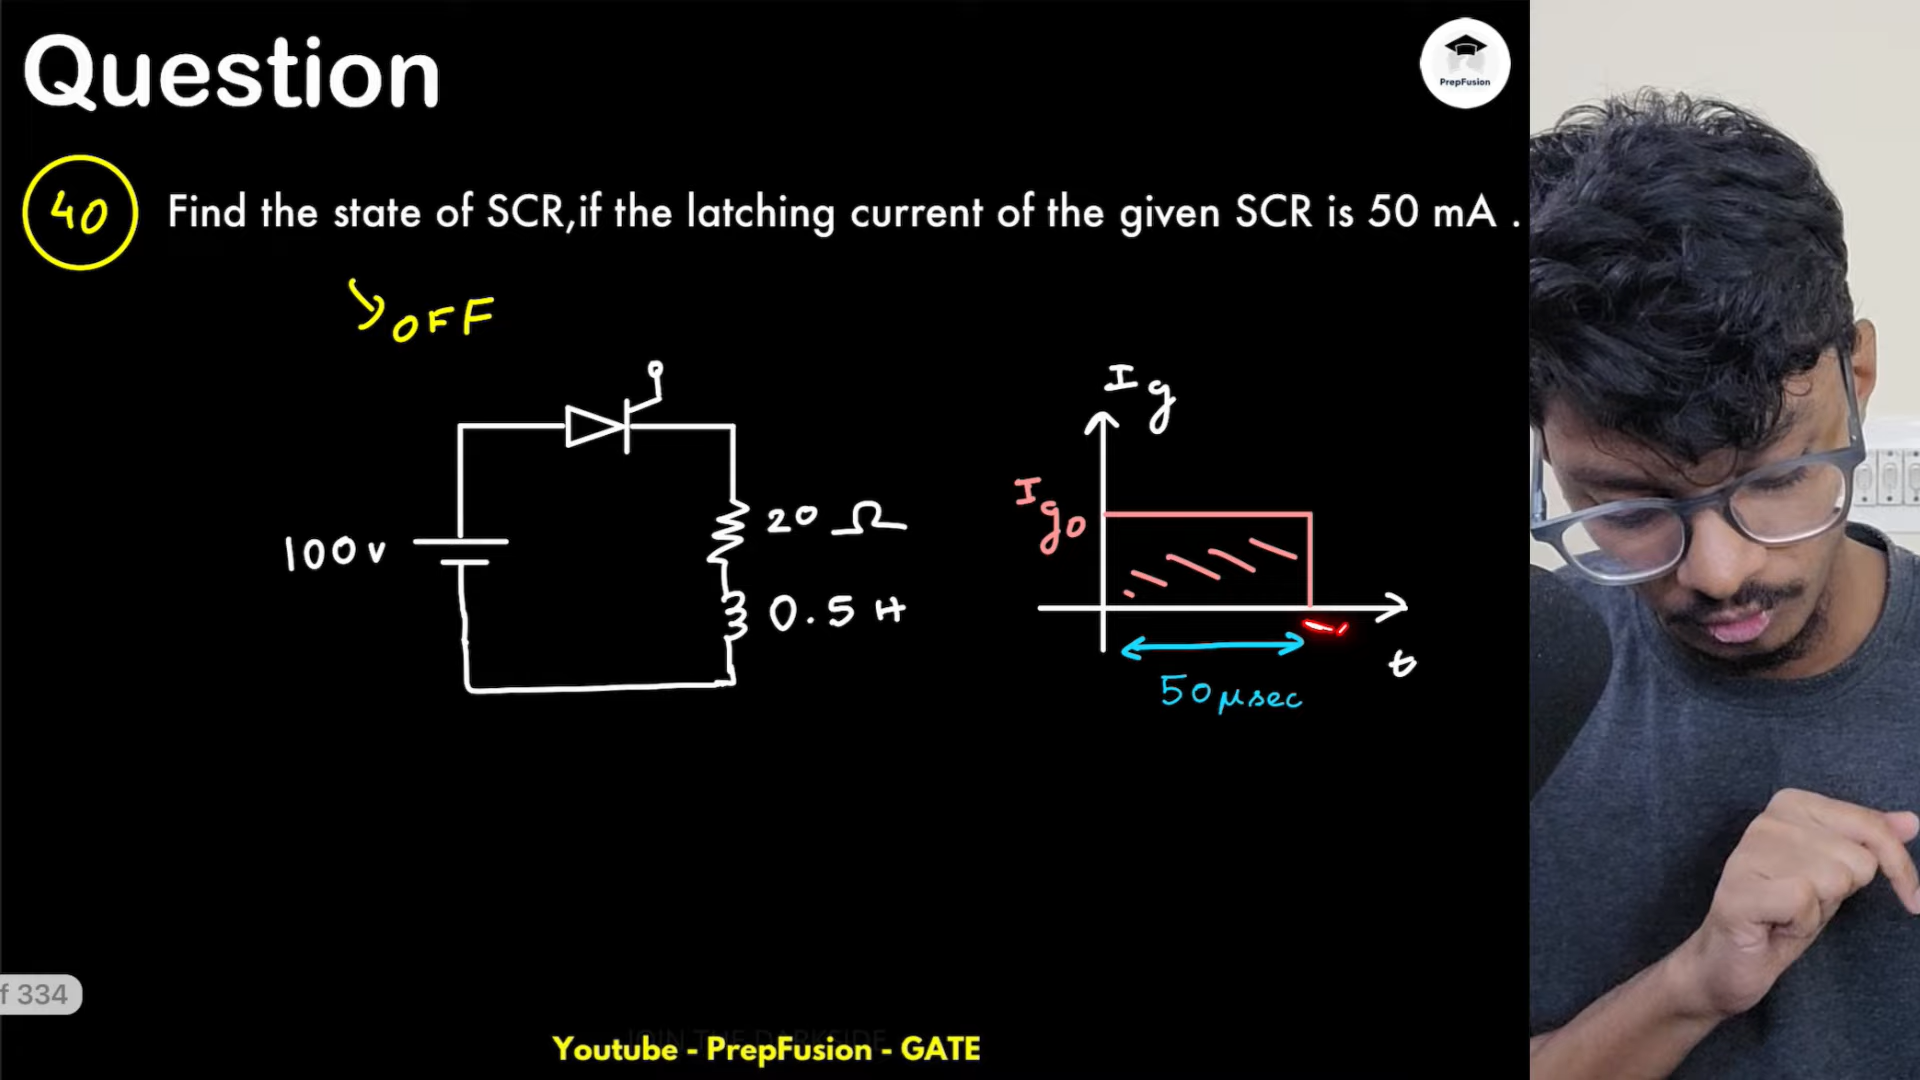 Question
PrepFusion
40
Find the state of SCR,if the latching current of the given SCR is 50 mA .
OFF
100 v
20 Ω
0.5 H
Ig
Igo
t
50 μsec
f 334
Youtube - PrepFusion - GATE